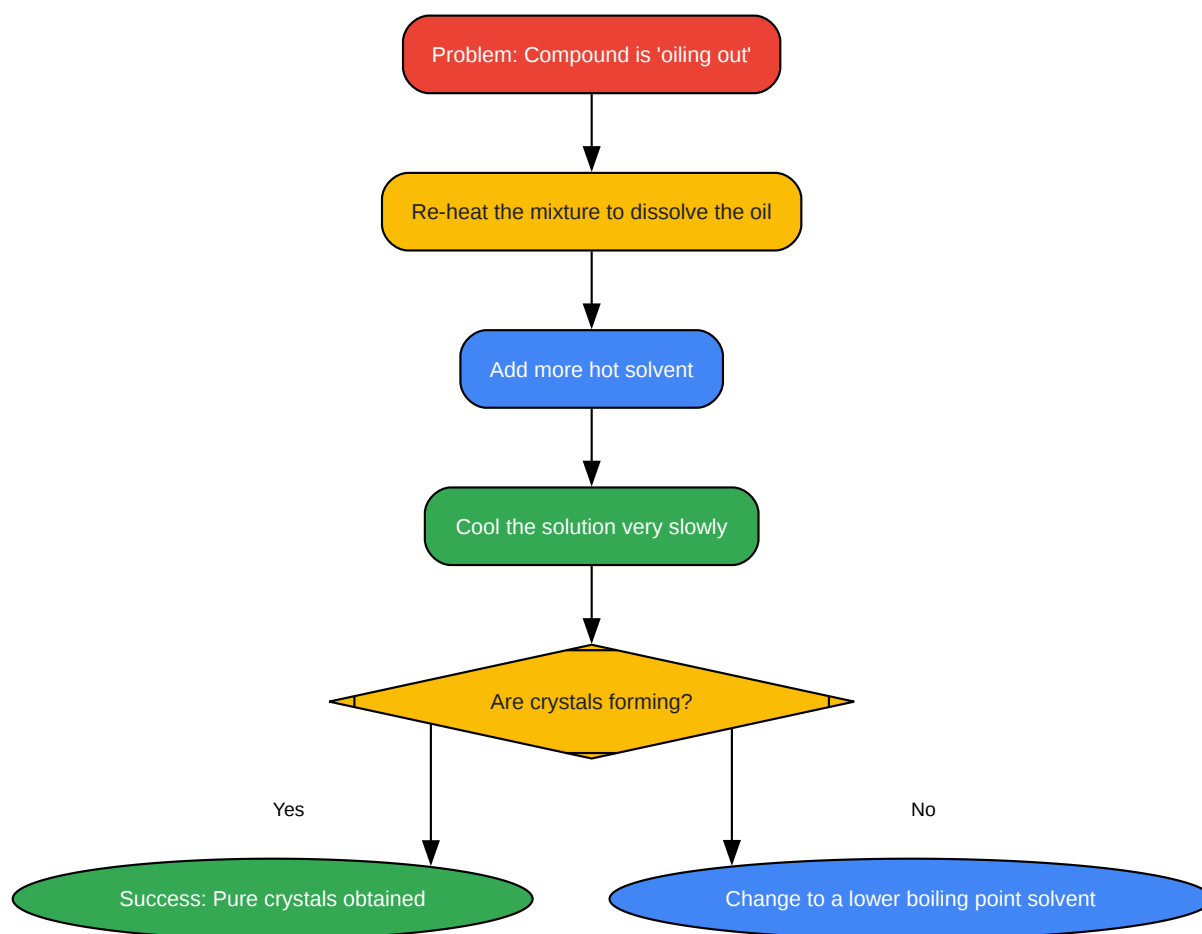 Problem: Compound is 'oiling out'
Re-heat the mixture to dissolve the oil
Add more hot solvent
Cool the solution very slowly
Are crystals forming?
Yes
No
Success: Pure crystals obtained
Change to a lower boiling point solvent